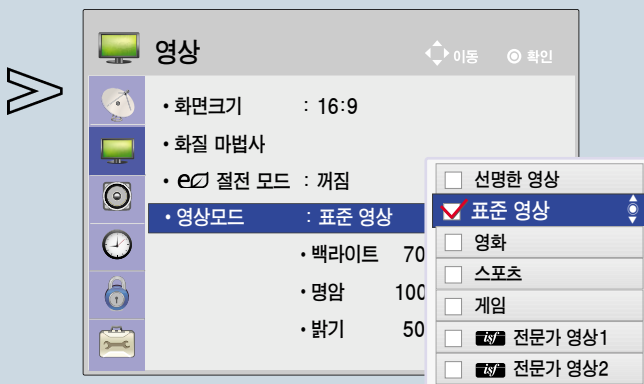 영상
이동 확인
• 화면크기 : 16:9
• 화질 마법사
• e 절전 모드 : 꺼짐
• 영상모드 : 표준 영상
• 백라이트 70
• 명암 100
• 밝기 50
선명한 영상
표준 영상
영화
스포츠
게임
isf 전문가 영상1
isf 전문가 영상2